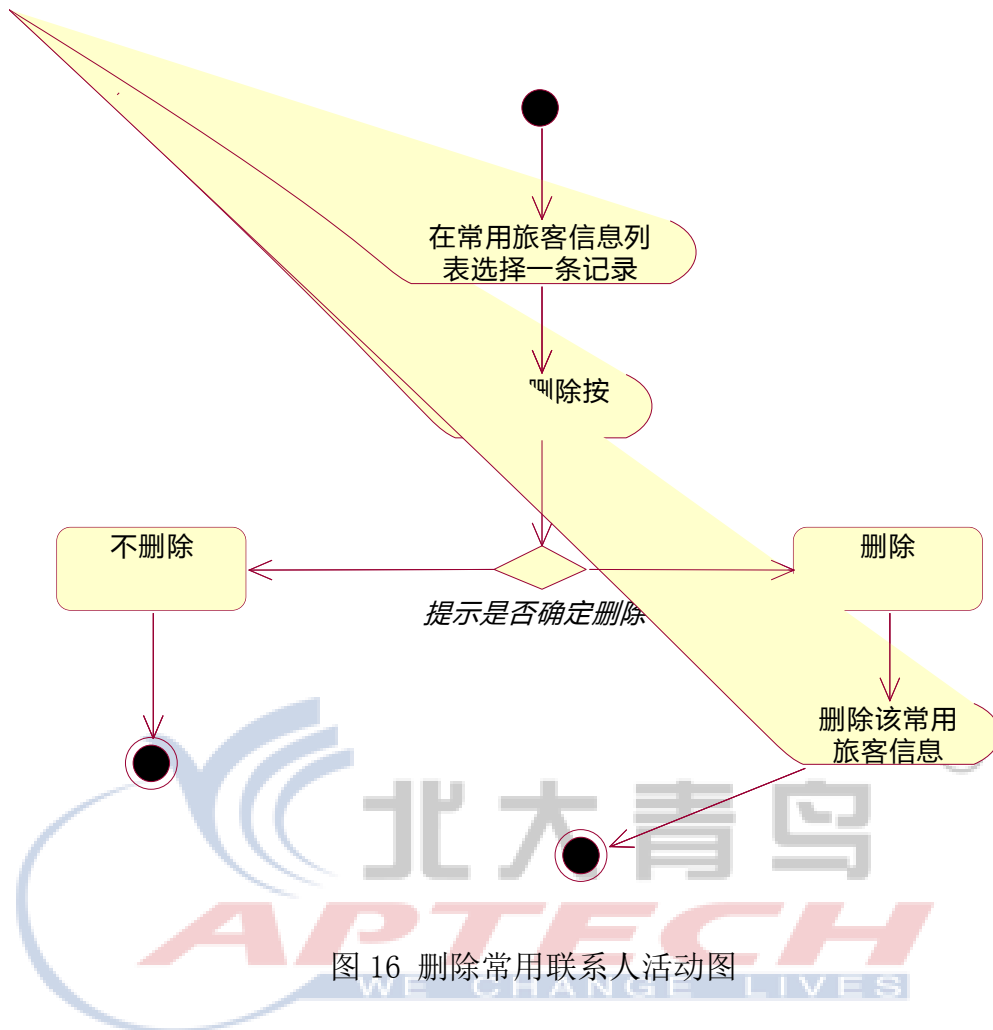 在常用旅客信息列
表选择一条记录
删除按
不删除
删除
提示是否确定删除
删除该常用
旅客信息
北大青鸟
APTECH
图 16 删除常用联系人活动图
WE CHANGE LIVES